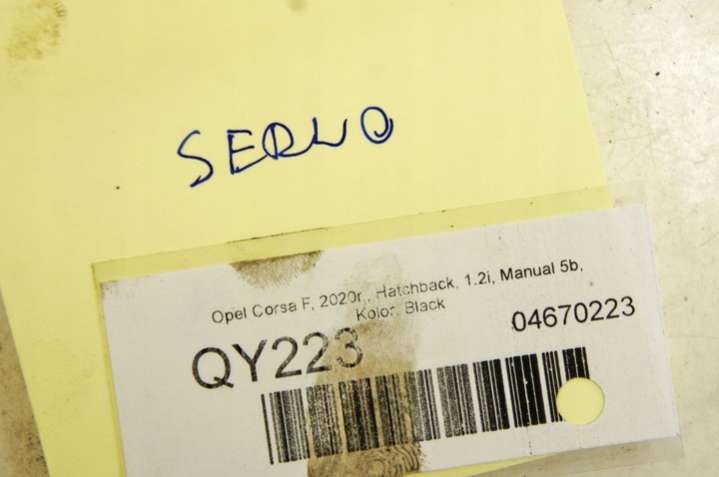 SERWO
Opel Corsa F, 2020r., Hatchback, 1.2i, Manual 5b,
Kolor: Black
QY223
04670223